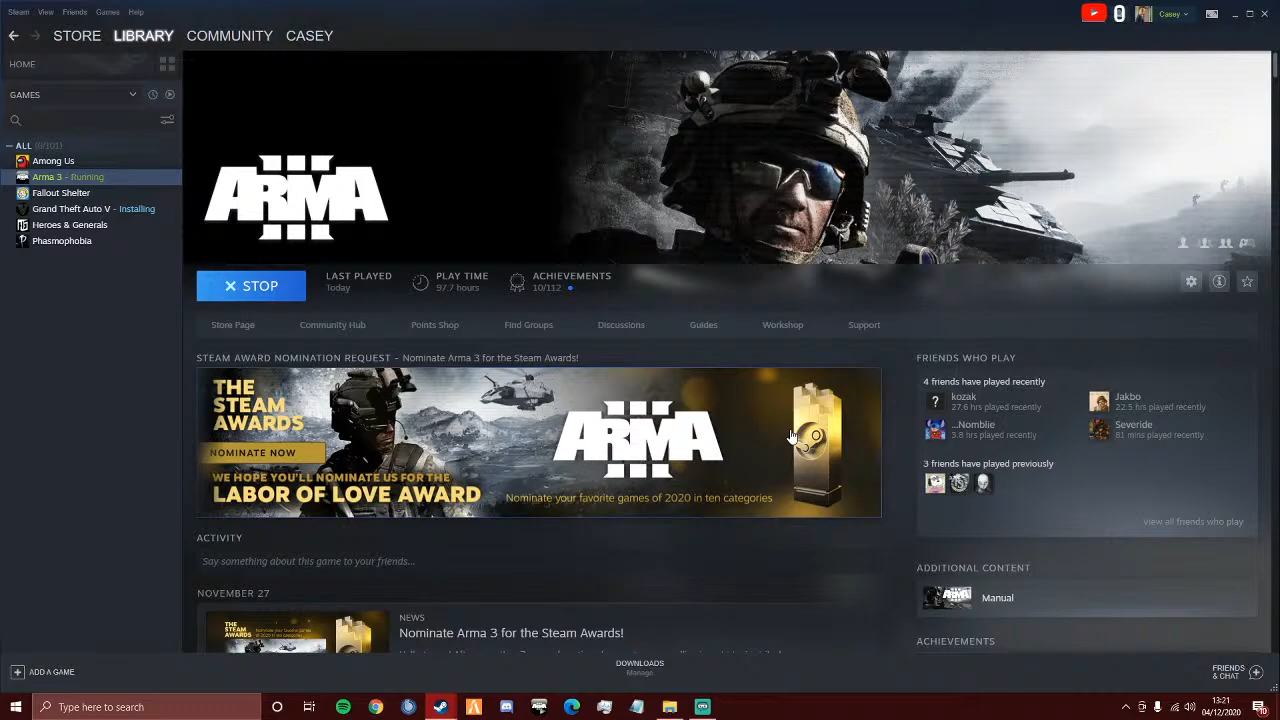 Steam View Friends Games Help
Casey
STORE LIBRARY COMMUNITY CASEY
HOME
GAMES
ALL (6/101)
Among Us
Arma 3 - Running
Fallout Shelter
Grand Theft Auto V - Installing
Heroes & Generals
Phasmophobia
ARMA III
STOP
LAST PLAYED
Today
PLAY TIME
97.7 hours
ACHIEVEMENTS
10/112
Store Page Community Hub Points Shop Find Groups Discussions Guides Workshop Support
STEAM AWARD NOMINATION REQUEST - Nominate Arma 3 for the Steam Awards!
THE
STEAM
AWARDS
NOMINATE NOW
WE HOPE YOU'LL NOMINATE US FOR THE
LABOR OF LOVE AWARD
ARMA III
Nominate your favorite games of 2020 in ten categories
ACTIVITY
Say something about this game to your friends...
NOVEMBER 27
THE
STEAM
AWARDS
NEWS
Nominate Arma 3 for the Steam Awards!
FRIENDS WHO PLAY
4 friends have played recently
kozak
27.6 hrs played recently
Jakbo
22.5 hrs played recently
...Nomblie
3.8 hrs played recently
Severide
81 mins played recently
3 friends have played previously
View all friends who play
ADDITIONAL CONTENT
Manual
ACHIEVEMENTS
ADD A GAME
DOWNLOADS
Manage
FRIENDS
& CHAT
Type here to search
13:21
04/12/2020